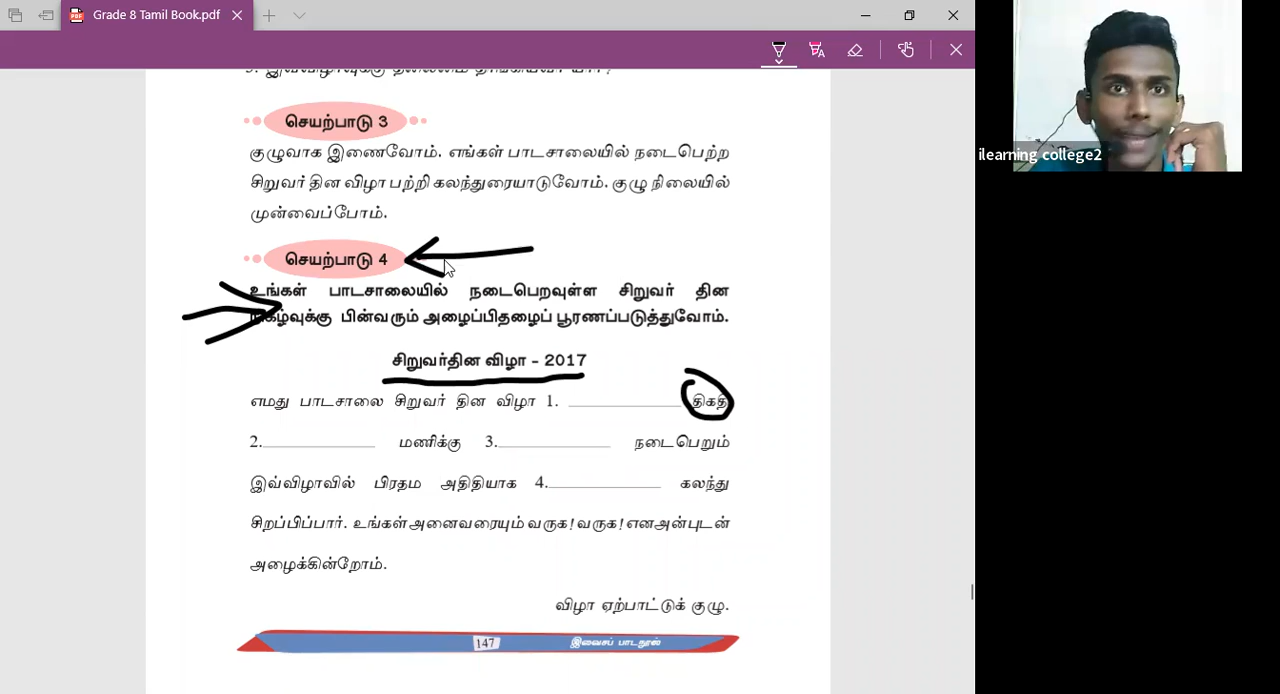 Grade 8 Tamil Book.pdf
ilearning college2
செயற்பாடு 3
குழுவாக இணைவோம். எங்கள் பாடசாலையில் நடைபெற்ற
சிறுவர் தின விழா பற்றி கலந்துரையாடுவோம். குழு நிலையில்
முன்வைப்போம்.
செயற்பாடு 4
உங்கள் பாடசாலையில் நடைபெறவுள்ள சிறுவர் தின
நிகழ்வுக்கு பின்வரும் அழைப்பிதழைப் பூரணப்படுத்துவோம்.
சிறுவர்தின விழா - 2017
எமது பாடசாலை சிறுவர் தின விழா 1. திகதி
2. மணிக்கு 3. நடைபெறும்
இவ்விழாவில் பிரதம அதிதியாக 4. கலந்து
சிறப்பிப்பார். உங்கள் அனைவரையும் வருக! வருக! என அன்புடன்
அழைக்கின்றோம்.
விழா ஏற்பாட்டுக் குழு.
147 இலவசப் பாடநூல்